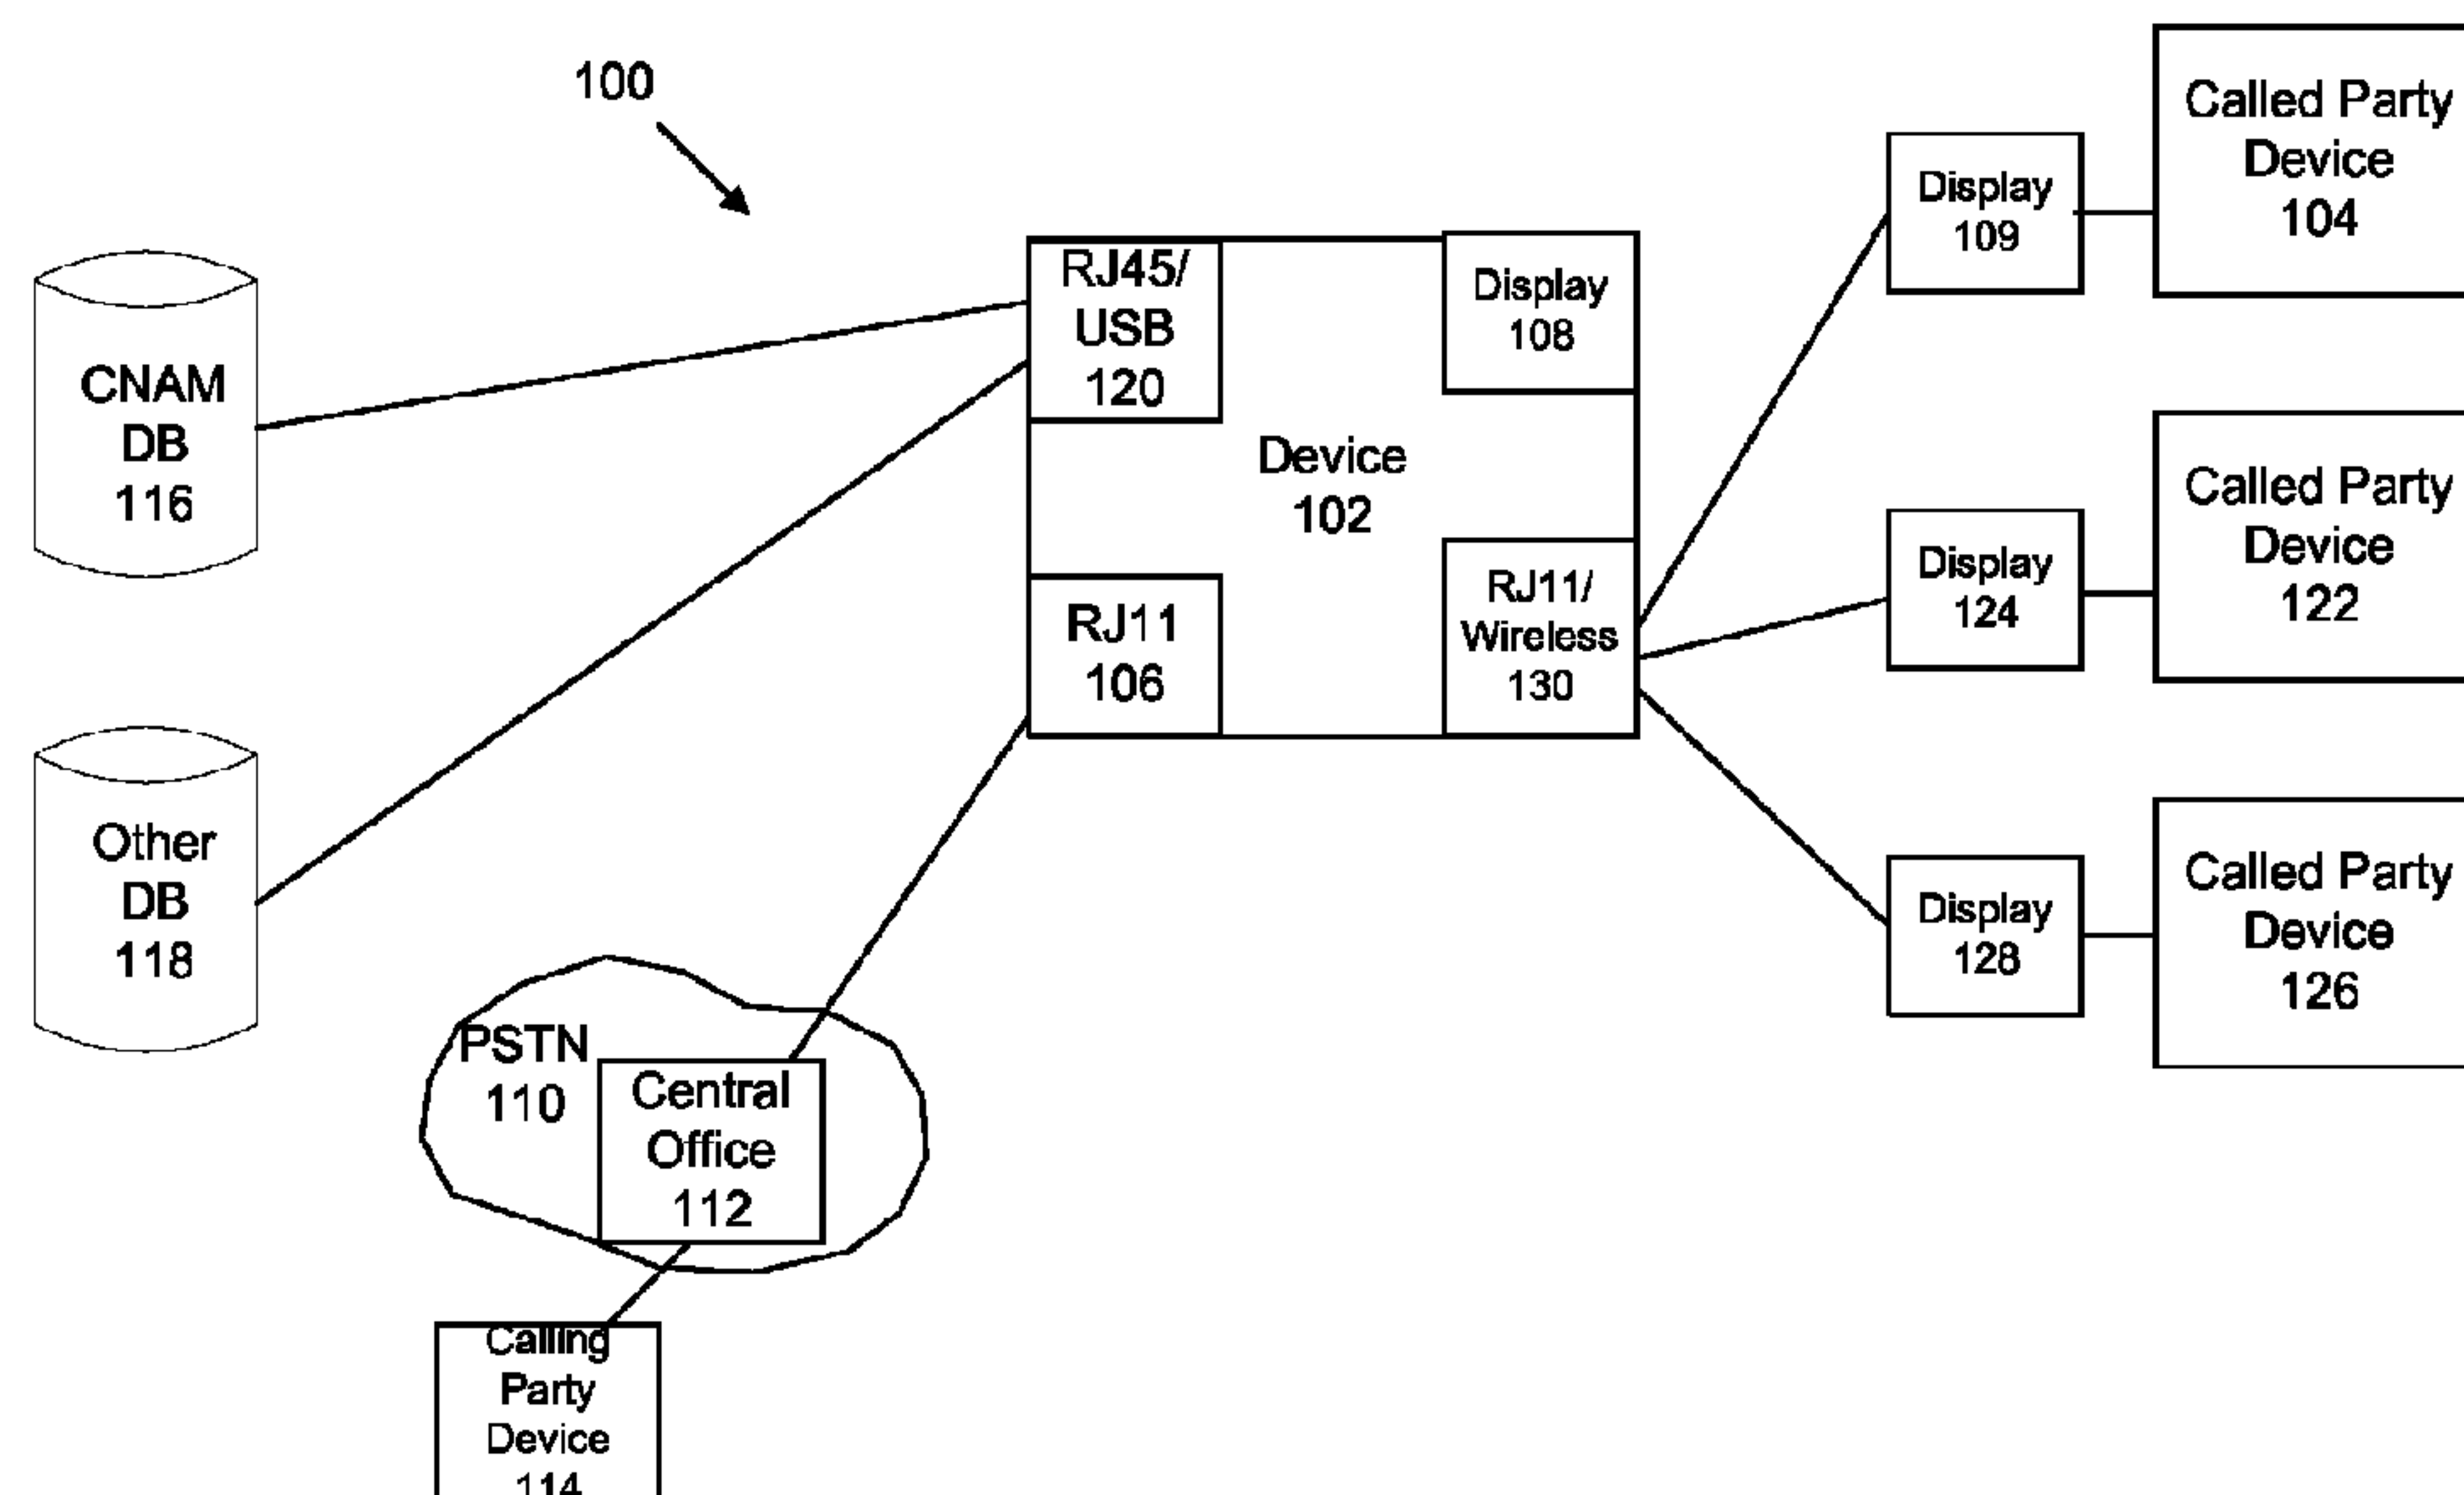 100
CNAM
DB
116
Other
DB
118
RJ45/
USB
120
Display
108
Device
102
RJ11
106
RJ11/
Wireless
130
Display
109
Called Party
Device
104
Display
124
Called Party
Device
122
Display
128
Called Party
Device
126
PSTN
110
Central
Office
112
Calling
Party
Device
114